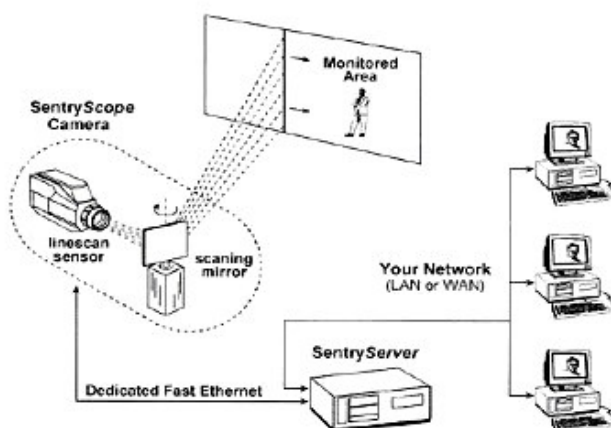 Monitored
Area
SentryScope
Camera
linescan
sensor
scaning
mirror
Your Network
(LAN or WAN)
SentryServer
Dedicated Fast Ethernet